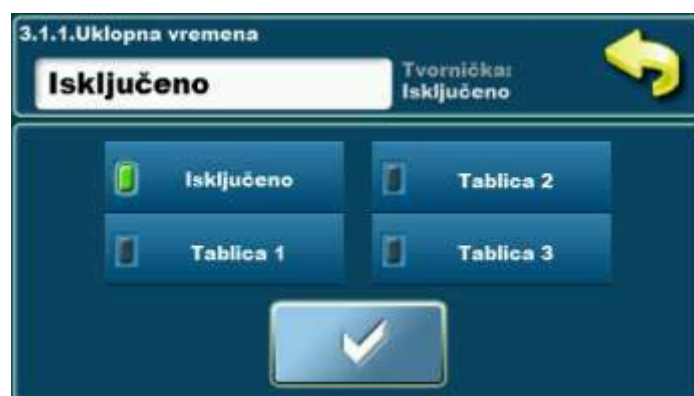 3.1.1.Uklopna vremena
Isključeno
Tvornička:
Isključeno
Isključeno
Tablica 2
Tablica 1
Tablica 3